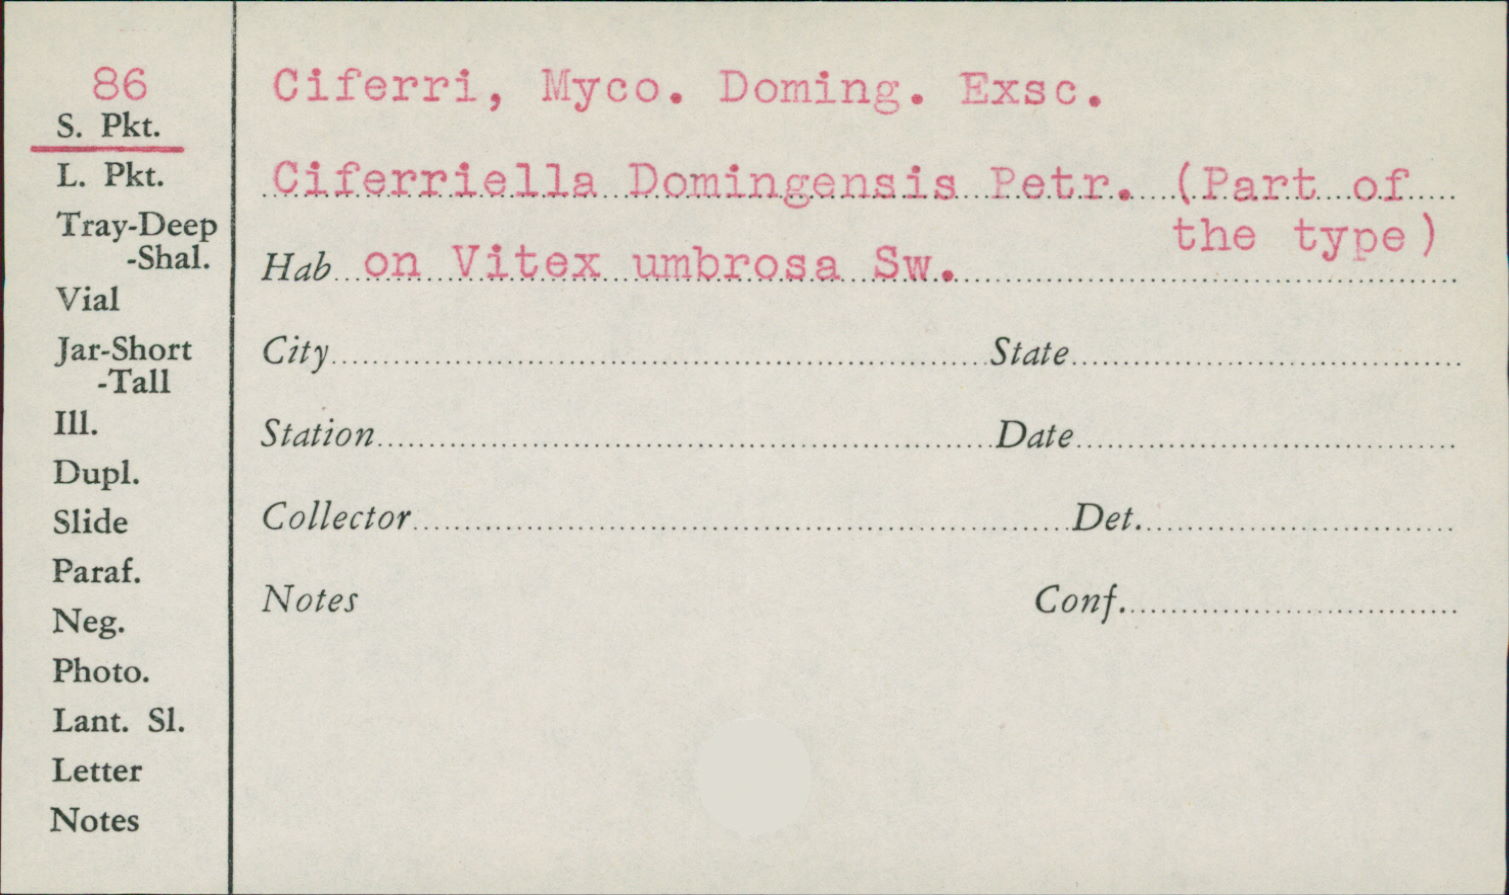 86
S. Pkt.
L. Pkt.
Tray-Deep
-Shal.
Vial
Jar-Short
-Tall
Ill.
Dupl.
Slide
Paraf.
Neg.
Photo.
Lant. Sl.
Letter
Notes
Ciferri, Myco. Doming. Exsc.
Ciferriella Domingensis Petr. (Part of
the type)
Hab on Vitex umbrosa Sw.
City State
Station Date
Collector Det.
Notes Conf.